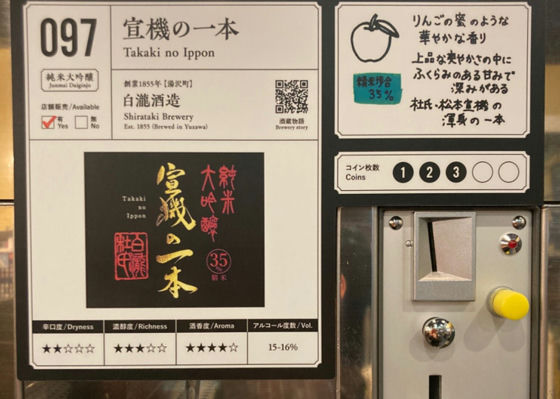 097
宣機の一本
Takaki no Ippon
純米大吟醸
Junmai Daiginjo
店舗販売/Available
有
Yes
無
No
創業1855年【湯沢町】
白瀧酒造
Shirataki Brewery
Est. 1855 (Brewed in Yuzawa)
酒蔵物語
Brewery story
純米
大吟醸
宣機の一本
Takaki
no
Ippon
35%
精米
白瀧
杜氏
辛口度/Dryness
★★☆☆☆
濃醇度/Richness
★★★☆☆
酒香度/Aroma
★★★★☆
アルコール度数/Vol.
15-16%
りんごの蜜のような
華やかな香り
上品な爽やかさの中に
ふくらみのある甘みで
深みがある
杜氏・松本宣機の
渾身の一本
精米歩合
35%
コイン枚数
Coins
1 2 3